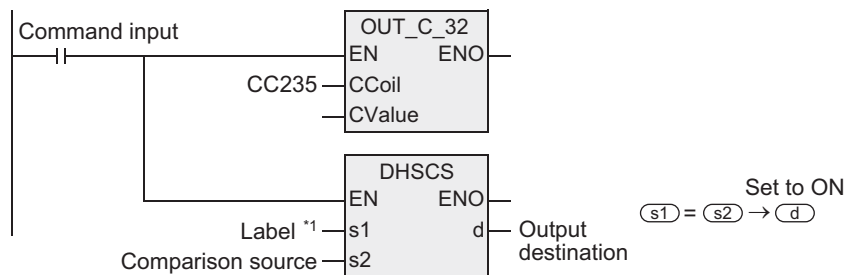 Command input
OUT_C_32
EN ENO
CC235 CCoil
CValue
DHSCS
EN ENO
Label *1 s1 d Output destination
Comparison source s2
Set to ON
s1 = s2 → d